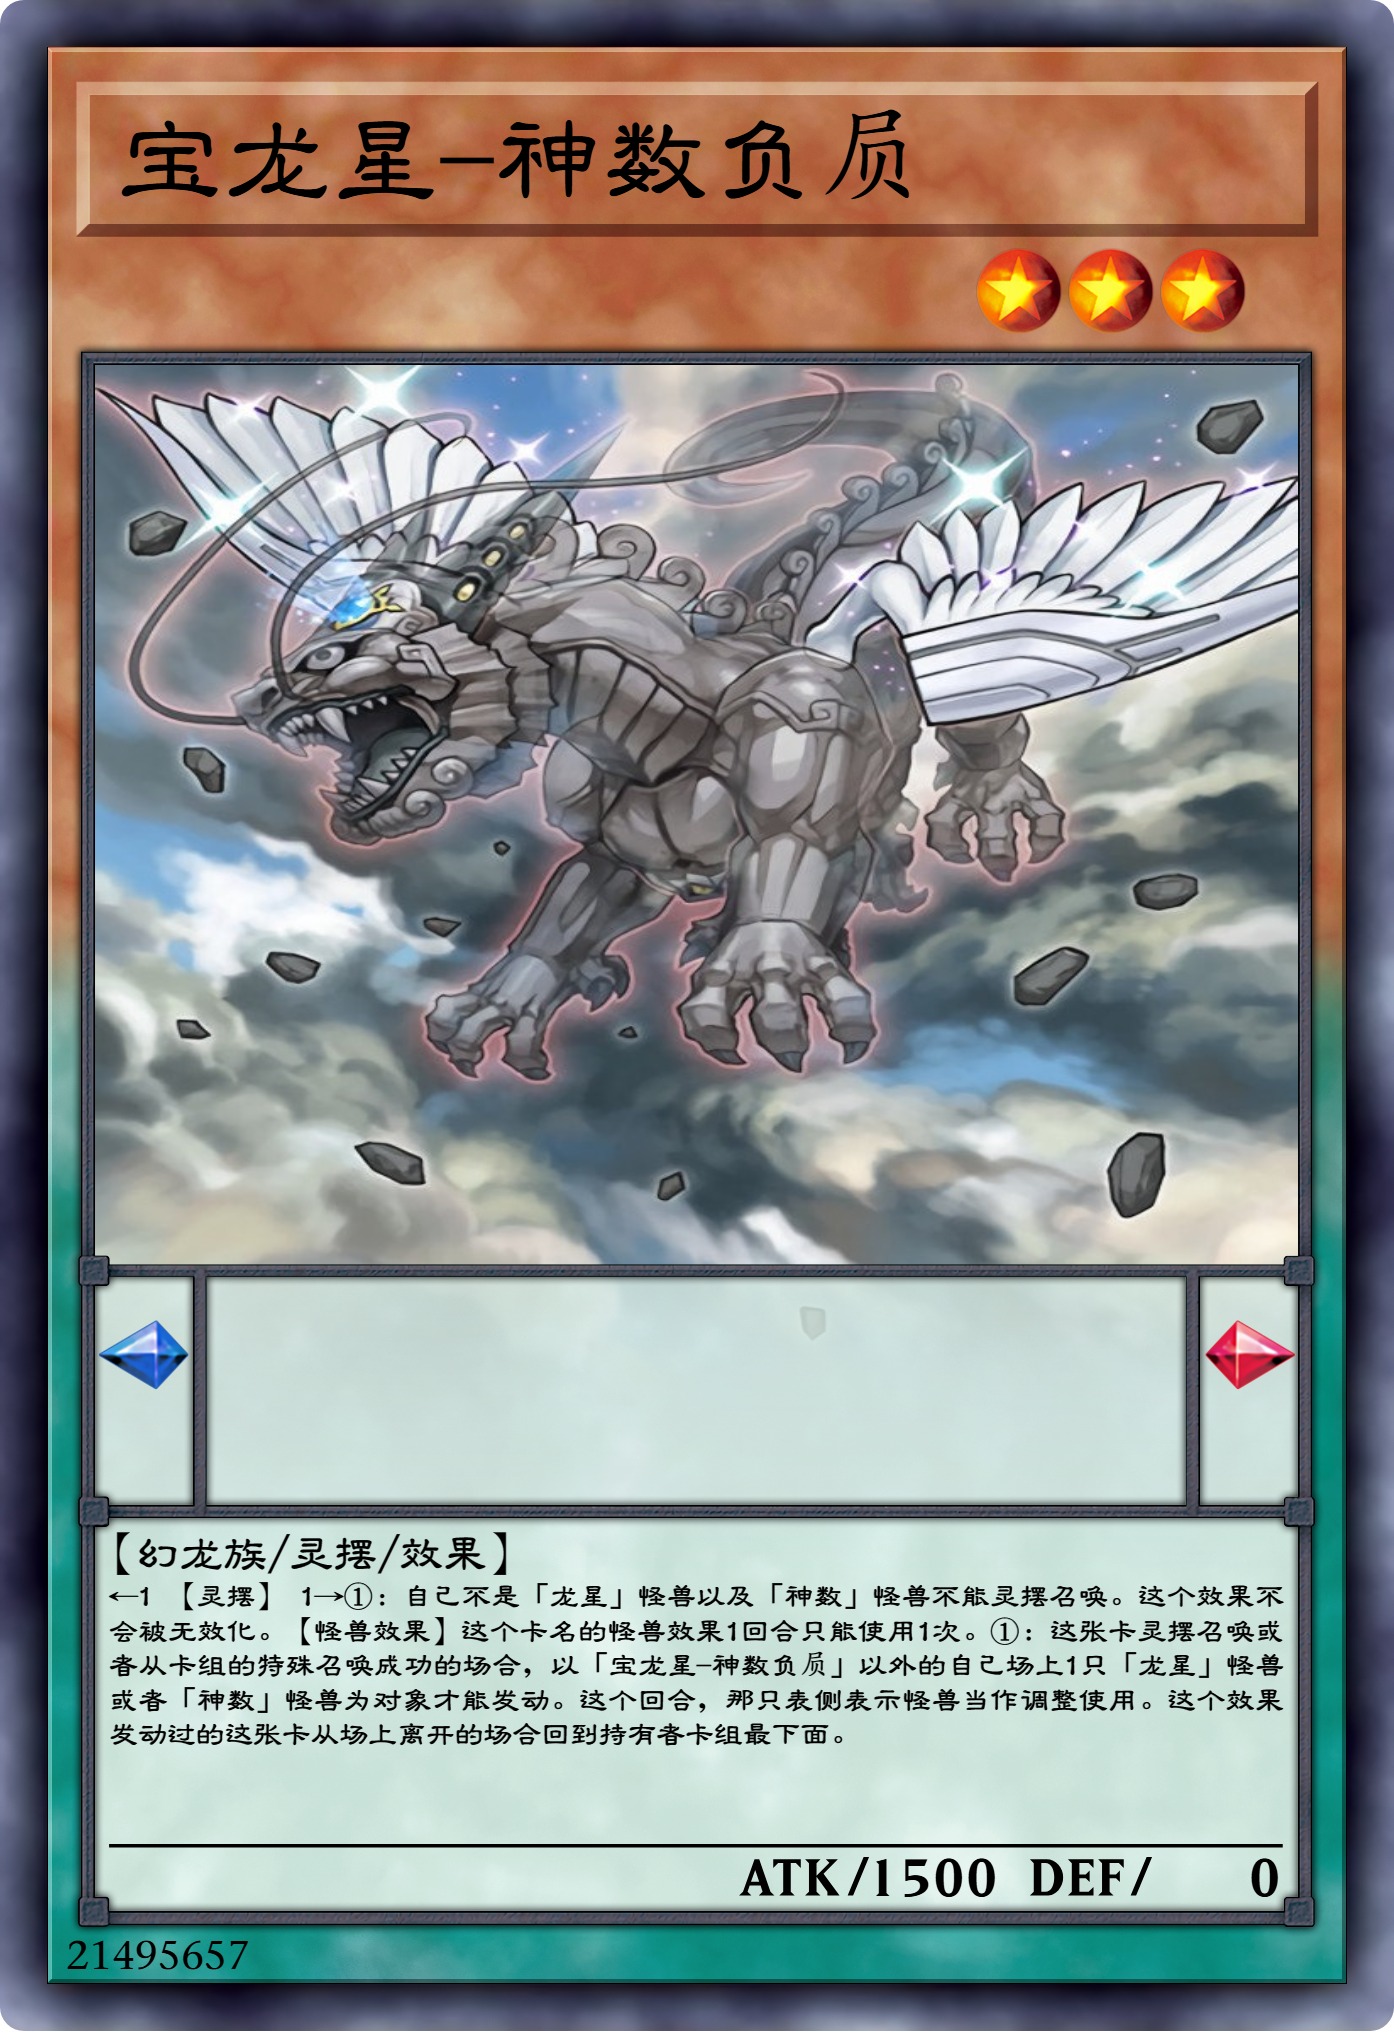 宝龙星-神数负屃
【幻龙族/灵摆/效果】
←1 【灵摆】 1→①：自己不是「龙星」怪兽以及「神数」怪兽不能灵摆召唤。这个效果不
会被无效化。【怪兽效果】这个卡名的怪兽效果1回合只能使用1次。①：这张卡灵摆召唤或
者从卡组的特殊召唤成功的场合，以「宝龙星-神数负屃」以外的自己场上1只「龙星」怪兽
或者「神数」怪兽为对象才能发动。这个回合，那只表侧表示怪兽当作调整使用。这个效果
发动过的这张卡从场上离开的场合回到持有者卡组最下面。
ATK/1500 DEF/ 0
21495657